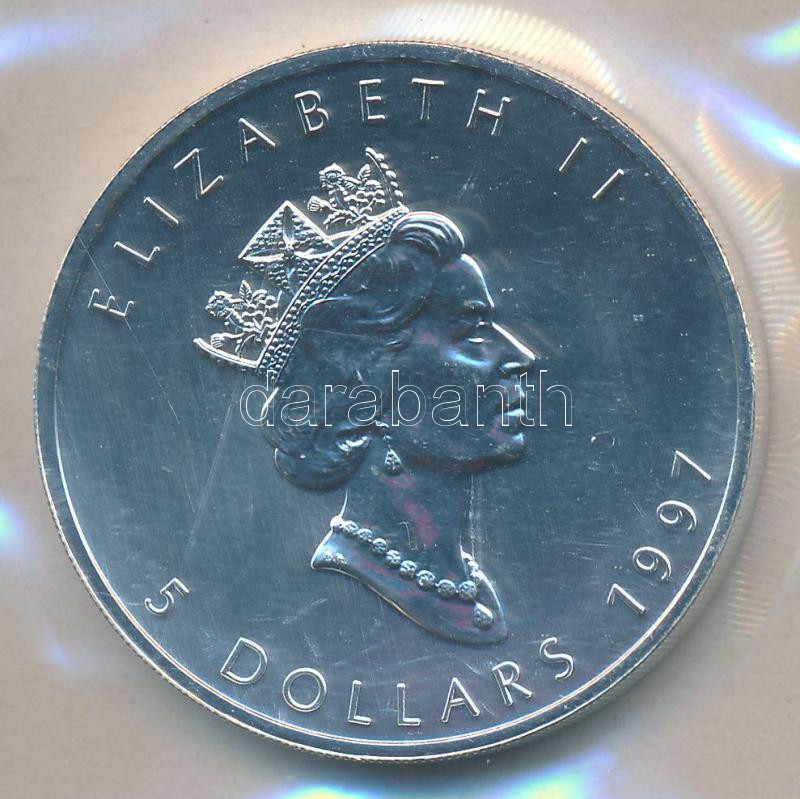 ELIZABETH II
darabanth
5 DOLLARS 1997